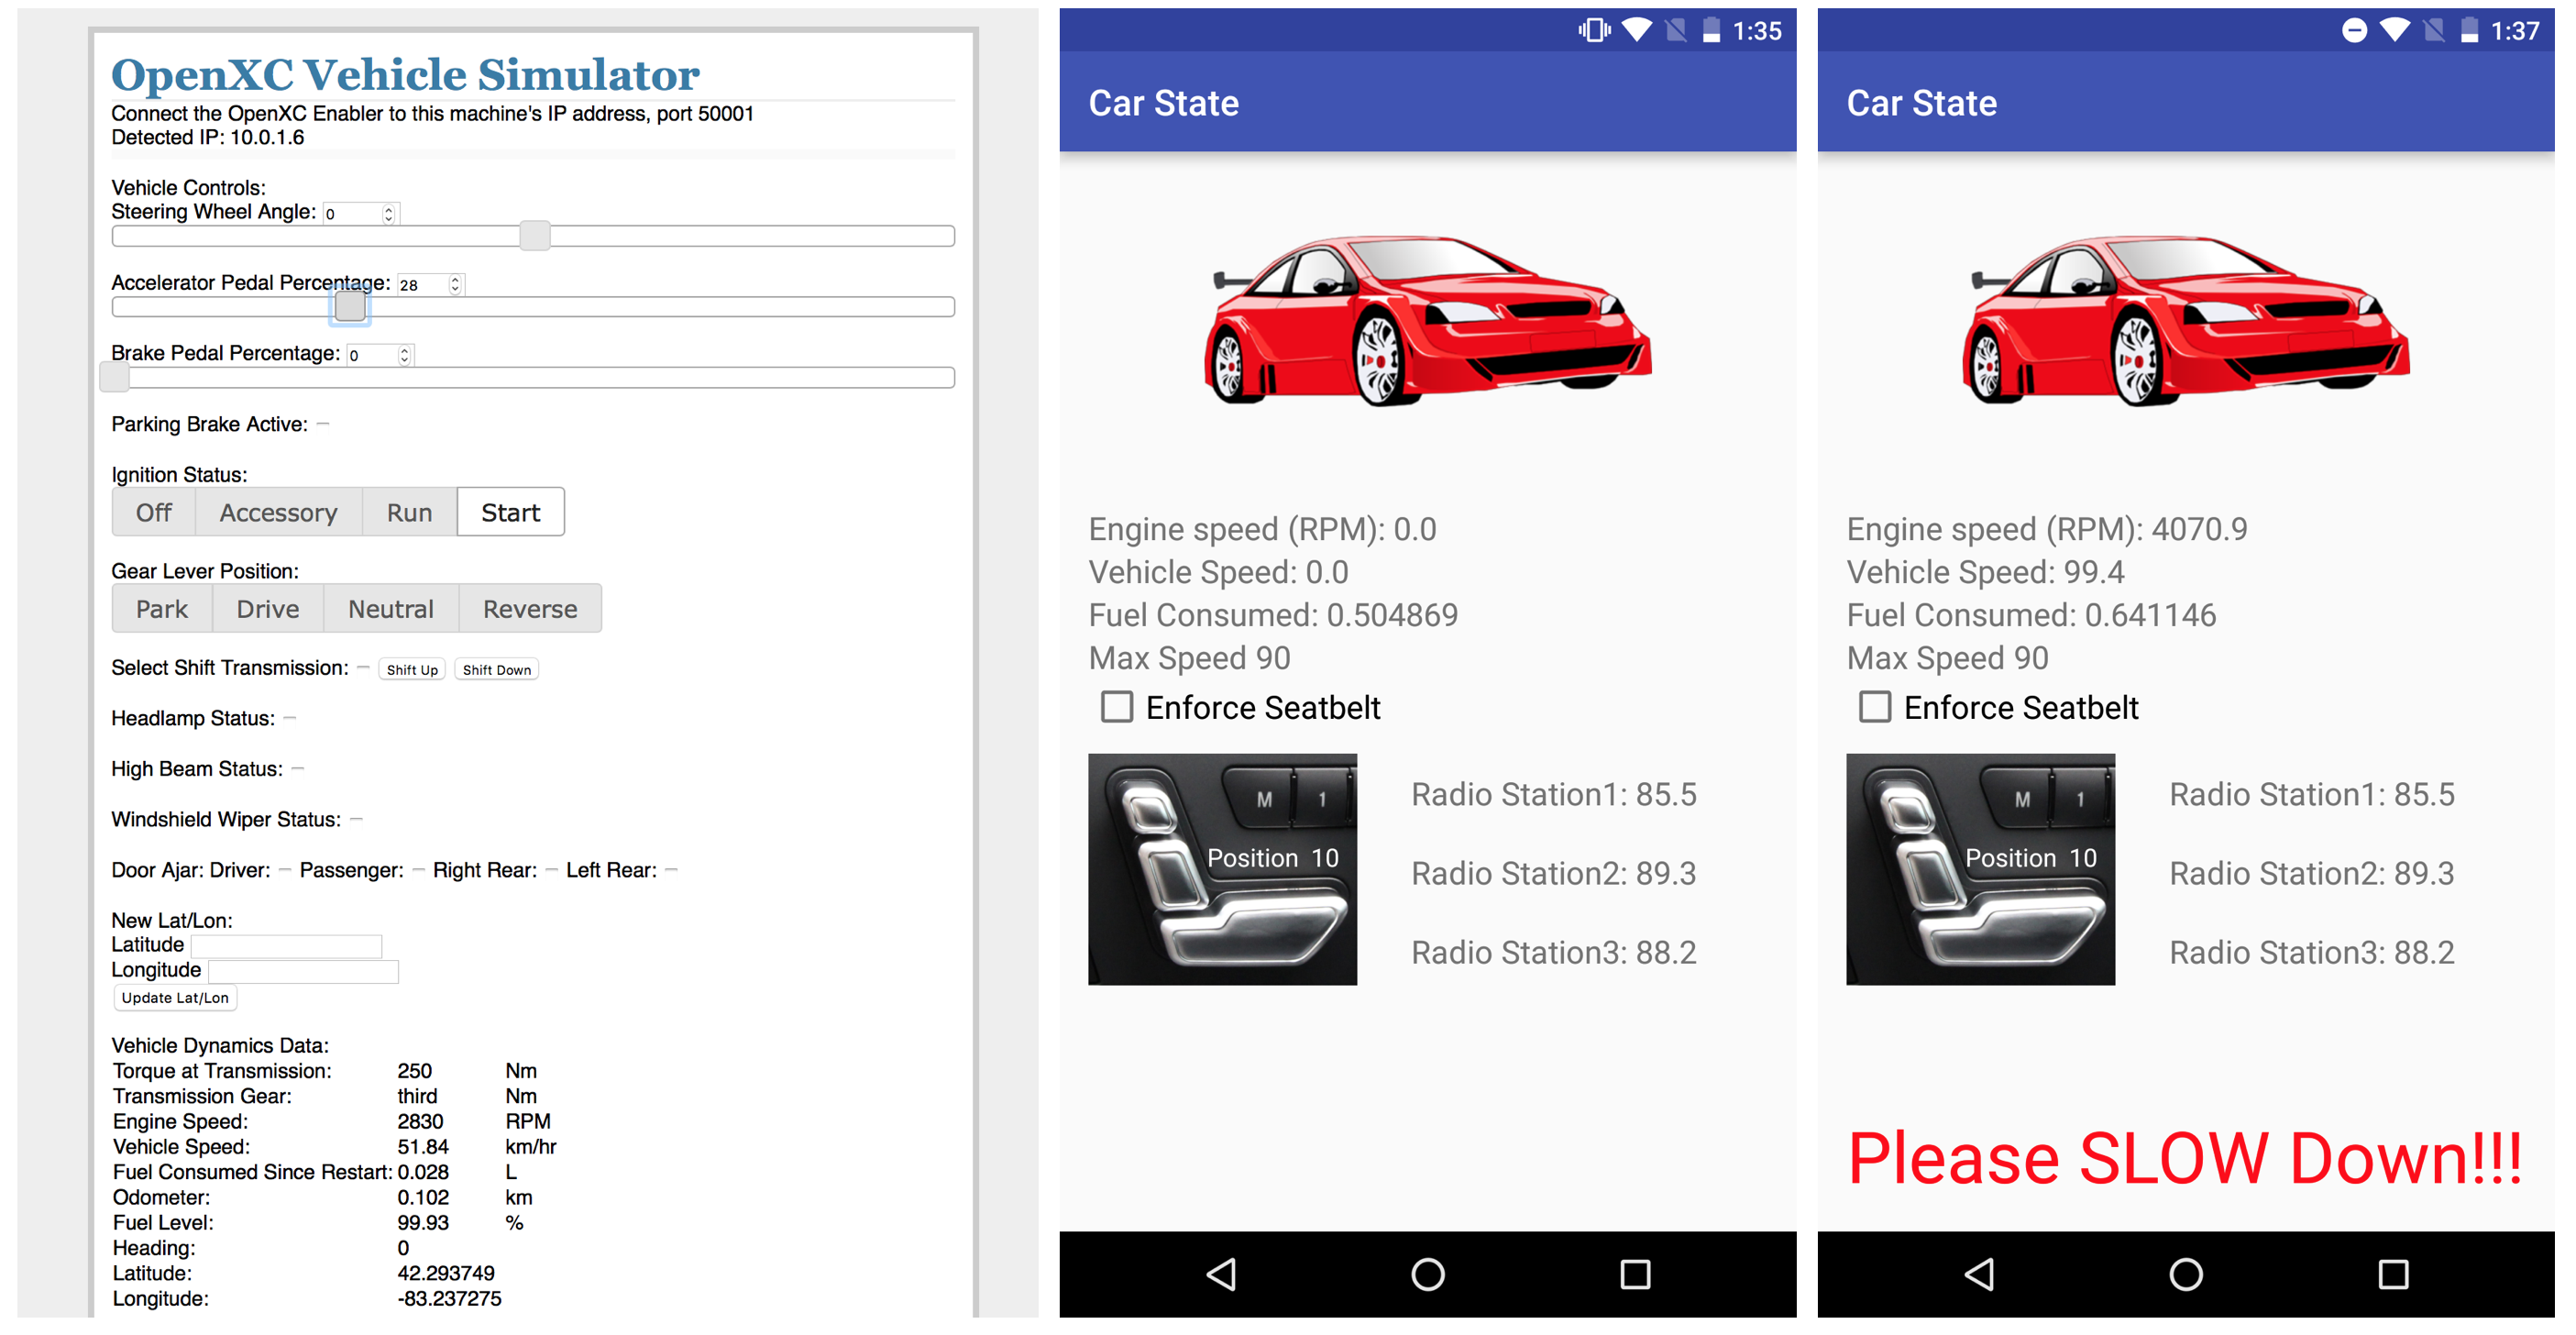 OpenXC Vehicle Simulator
Connect the OpenXC Enabler to this machine's IP address, port 50001
Detected IP: 10.0.1.6
Vehicle Controls:
Steering Wheel Angle: 0
Accelerator Pedal Percentage: 28
Brake Pedal Percentage: 0
Parking Brake Active:
Ignition Status:
Off Accessory Run Start
Gear Lever Position:
Park Drive Neutral Reverse
Select Shift Transmission: Shift Up Shift Down
Headlamp Status:
High Beam Status:
Windshield Wiper Status:
Door Ajar: Driver: Passenger: Right Rear: Left Rear:
New Lat/Lon:
Latitude
Longitude
Update Lat/Lon
Vehicle Dynamics Data:
Torque at Transmission: 250 Nm
Transmission Gear: third Nm
Engine Speed: 2830 RPM
Vehicle Speed: 51.84 km/hr
Fuel Consumed Since Restart: 0.028 L
Odometer: 0.102 km
Fuel Level: 99.93 %
Heading: 0
Latitude: 42.293749
Longitude: -83.237275
1:35
Car State
Engine speed (RPM): 0.0
Vehicle Speed: 0.0
Fuel Consumed: 0.504869
Max Speed 90
Enforce Seatbelt
M 1
Position 10
Radio Station1: 85.5
Radio Station2: 89.3
Radio Station3: 88.2
1:37
Car State
Engine speed (RPM): 4070.9
Vehicle Speed: 99.4
Fuel Consumed: 0.641146
Max Speed 90
Enforce Seatbelt
M 1
Position 10
Radio Station1: 85.5
Radio Station2: 89.3
Radio Station3: 88.2
Please SLOW Down!!!